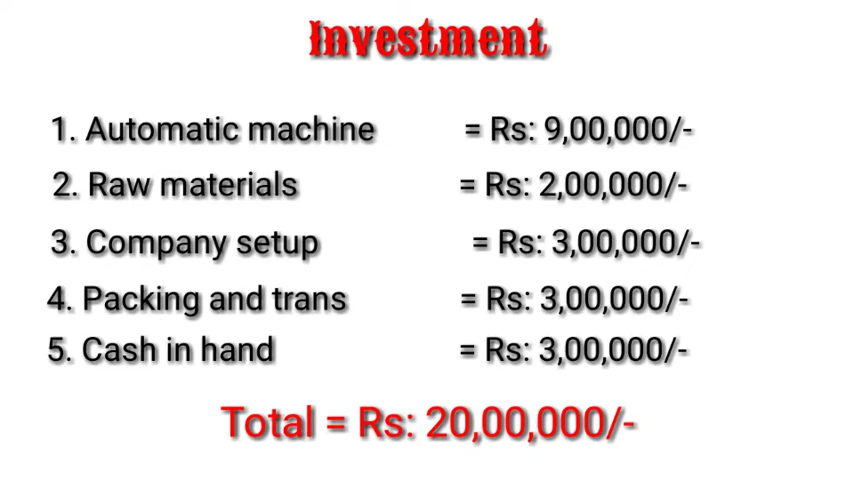 Investment
1. Automatic machine = Rs: 9,00,000/-
2. Raw materials = Rs: 2,00,000/-
3. Company setup = Rs: 3,00,000/-
4. Packing and trans = Rs: 3,00,000/-
5. Cash in hand = Rs: 3,00,000/-
Total = Rs: 20,00,000/-